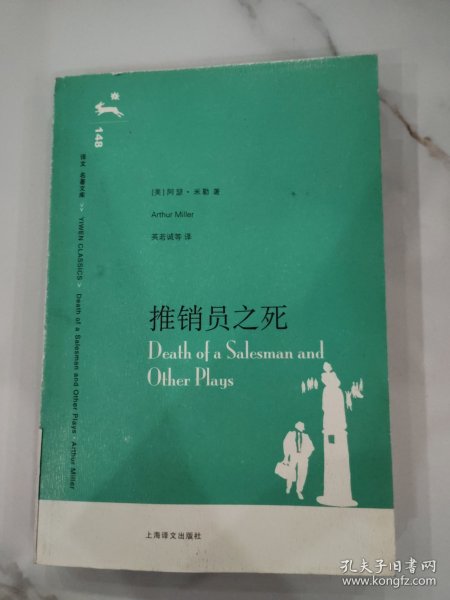 148
译文 名著文库 >> YIWEN CLASSICS > Death of a Salesman and Other Plays · Arthur Miller
[美] 阿瑟·米勒 著
Arthur Miller
英若诚等 译
推销员之死
Death of a Salesman and
Other Plays
上海译文出版社
孔夫子旧书网
www.kongfz.com